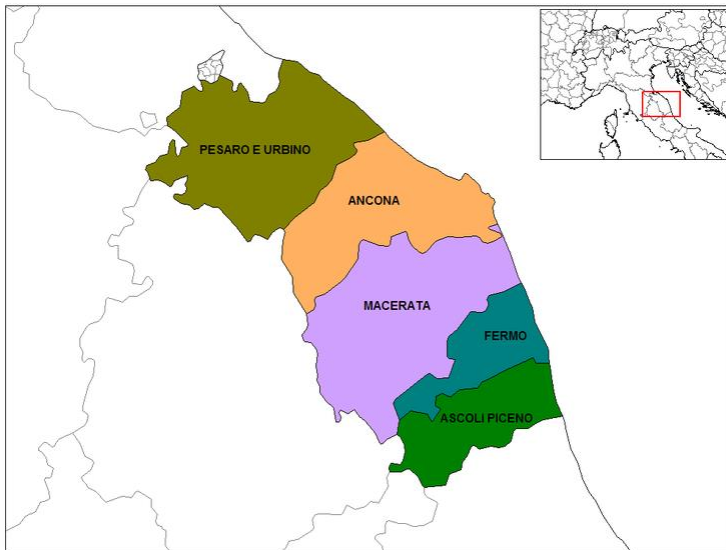 PESARO E URBINO
ANCONA
MACERATA
FERMO
ASCOLI PICENO